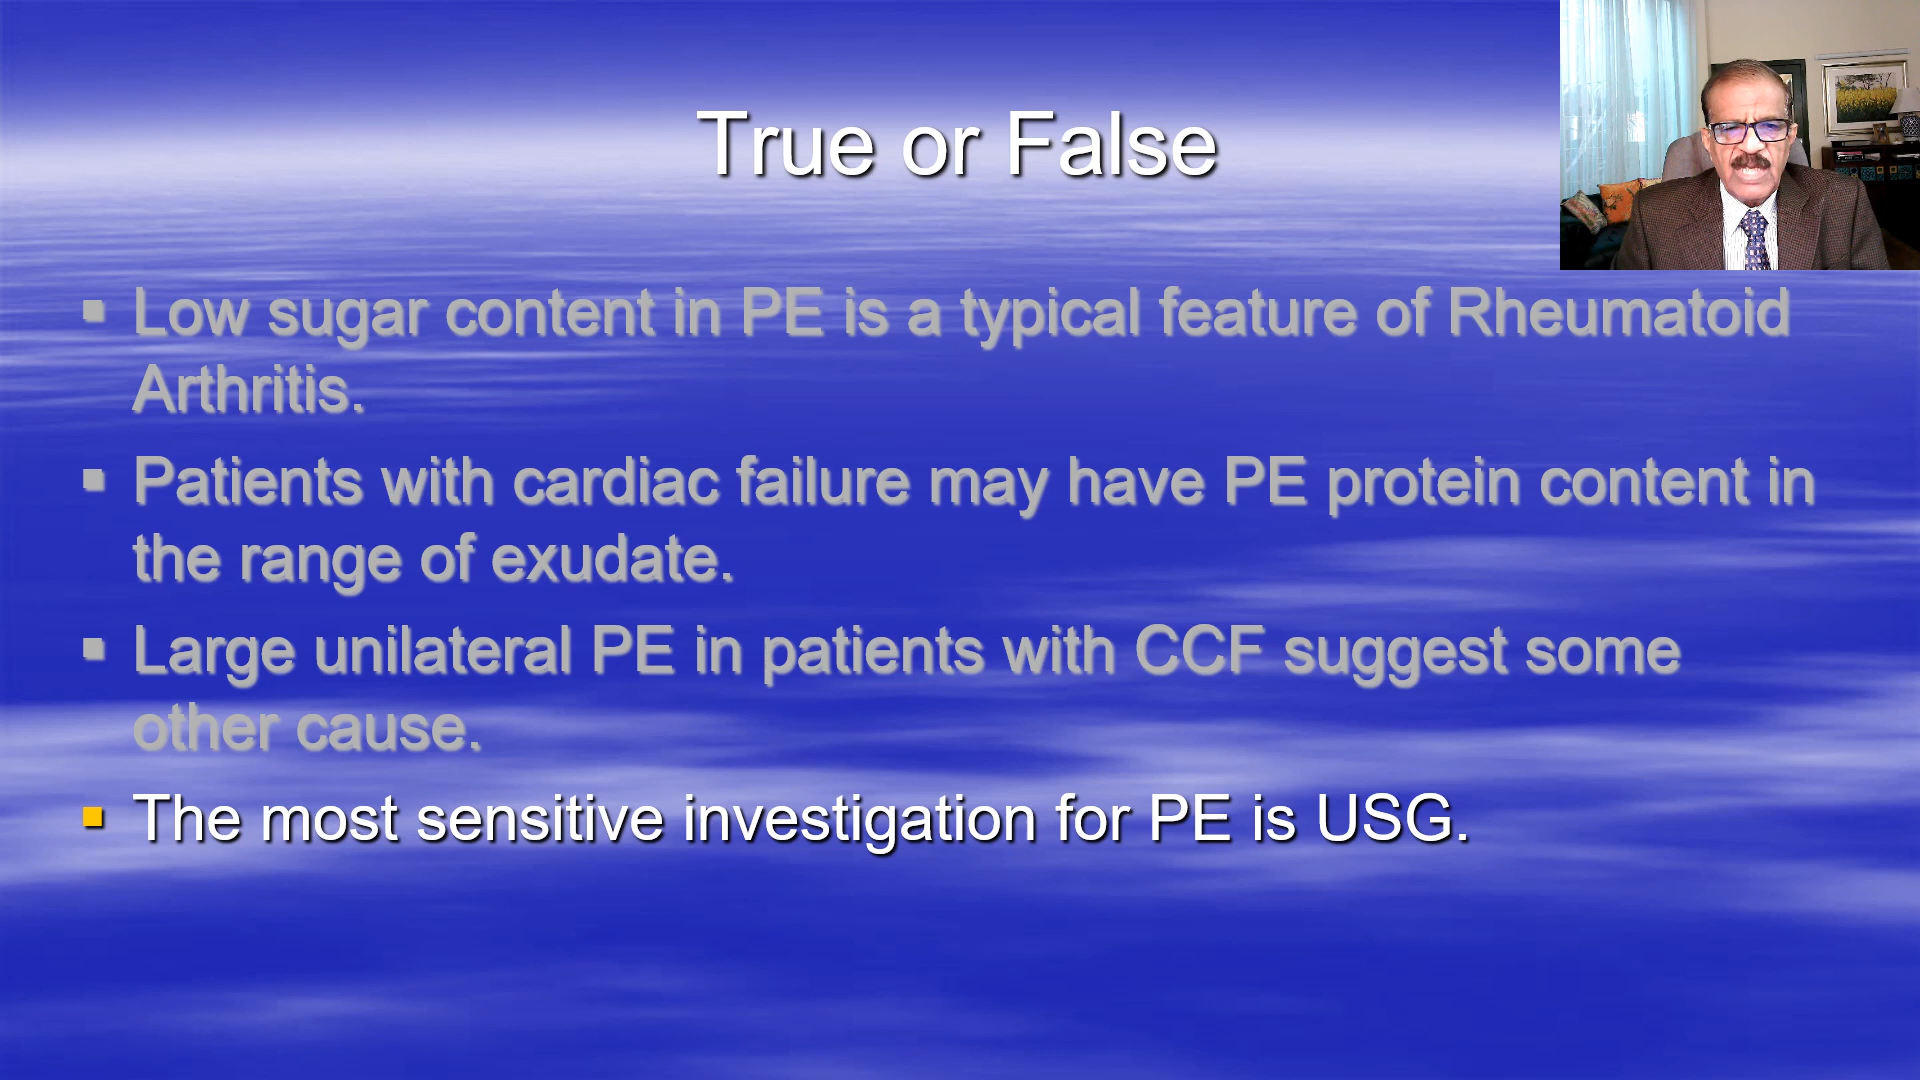 True or False
▪ Low sugar content in PE is a typical feature of Rheumatoid
Arthritis.
▪ Patients with cardiac failure may have PE protein content in
the range of exudate.
▪ Large unilateral PE in patients with CCF suggest some
other cause.
▪ The most sensitive investigation for PE is USG.